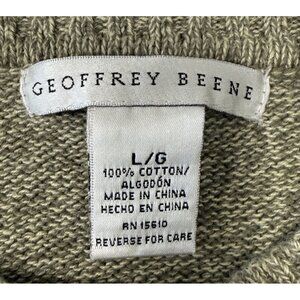 GEOFFREY BEENE
L/G
100% COTTON/
ALGODÓN
MADE IN CHINA
HECHO EN CHINA
RN 15610
REVERSE FOR CARE